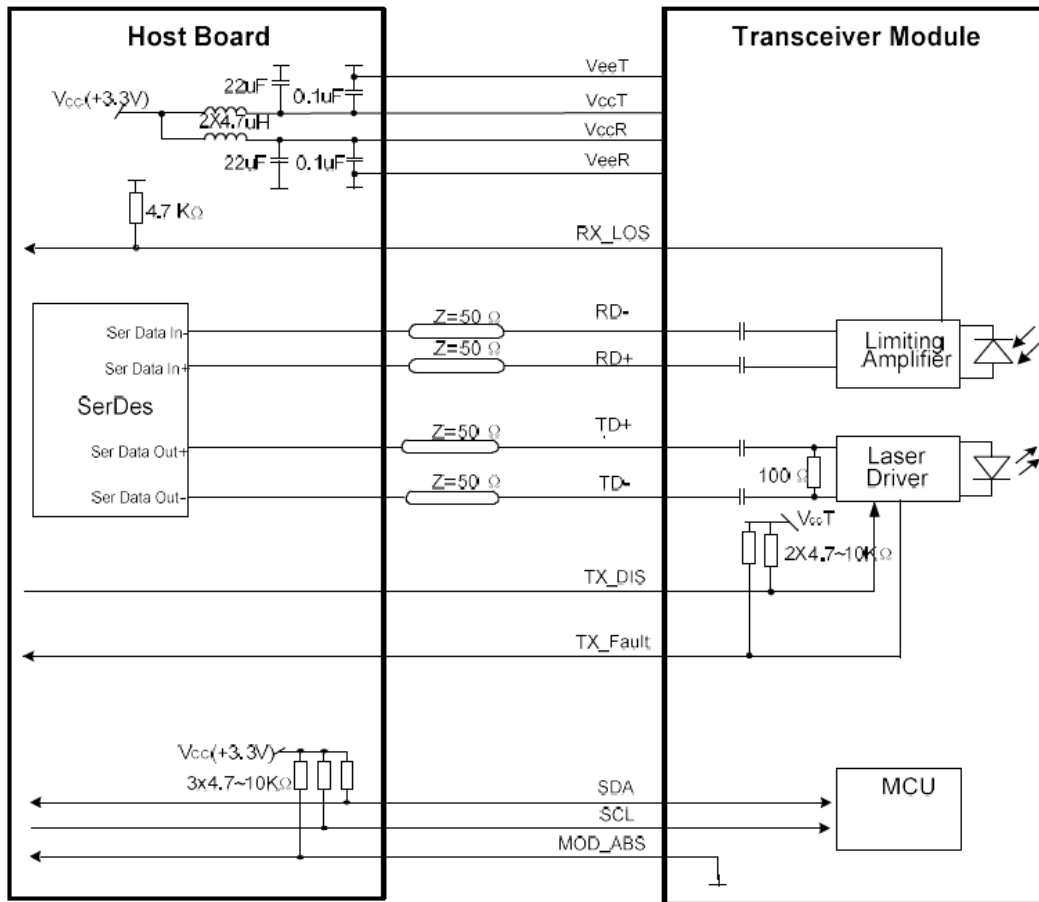 Host Board
Transceiver Module
VeeT
22uF
0.1uF
Vcc(+3.3V)
VccT
2X4.7uH
VccR
22uF
0.1uF
VeeR
4.7 KΩ
RX_LOS
Z=50 Ω
RD-
Ser Data In-
Limiting
Amplifier
Z=50 Ω
RD+
Ser Data In+
SerDes
Z=50 Ω
TD+
Ser Data Out+
Laser
Driver
100 Ω
Z=50 Ω
TD-
Ser Data Out-
VccT
2X4.7~10KΩ
TX_DIS
TX_Fault
Vcc(+3.3V)
3x4.7~10KΩ
SDA
MCU
SCL
MOD_ABS